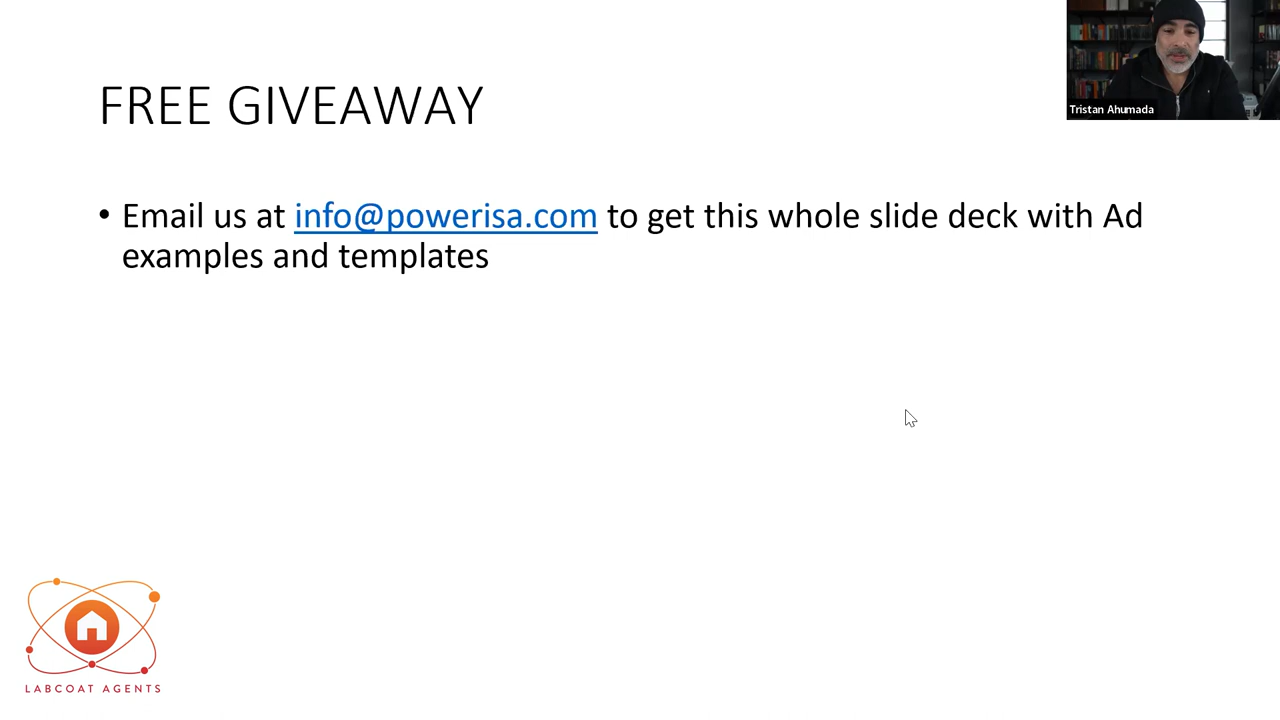 FREE GIVEAWAY
Tristan Ahumada
• Email us at info@powerisa.com to get this whole slide deck with Ad
examples and templates
LABCOAT AGENTS